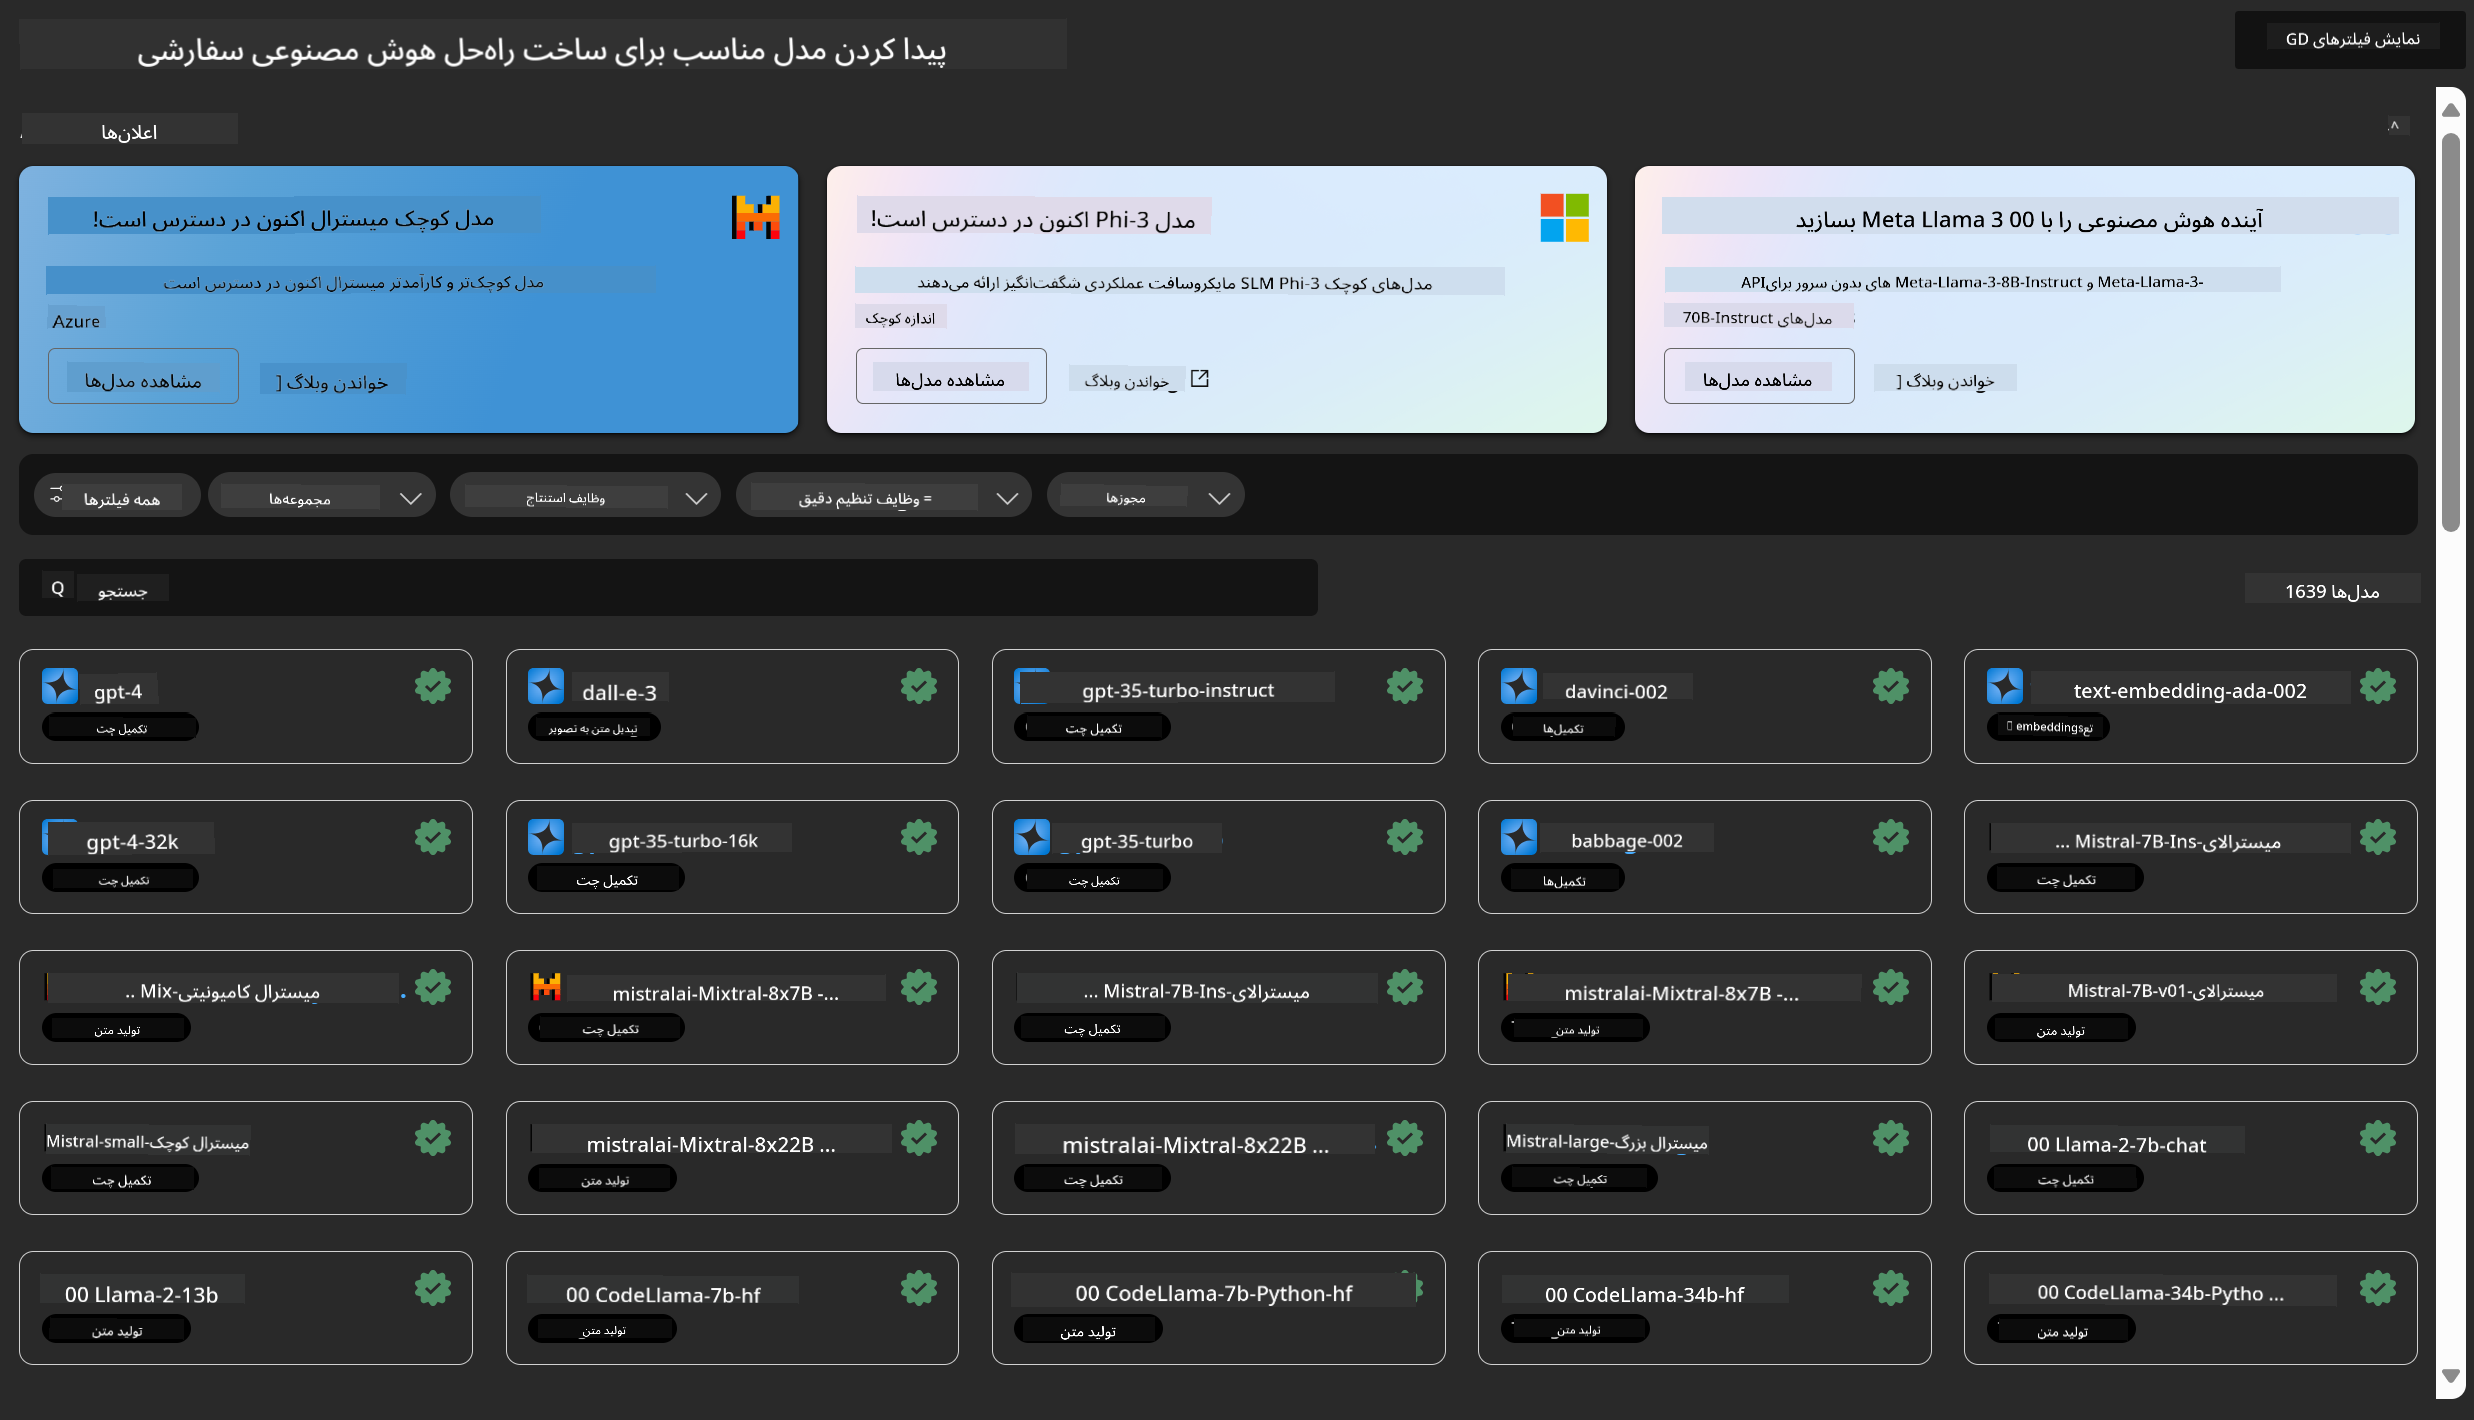 پیدا کردن مدل مناسب برای ساخت راه‌حل هوش مصنوعی سفارشی
نمایش فیلترهای GD
اعلان‌ها
مدل کوچک میسترال اکنون در دسترس است!
مدل کوچک‌تر و کارآمدتر میسترال اکنون در دسترس است
Azure
مشاهده مدل‌ها
خواندن وبلاگ [
مدل Phi-3 اکنون در دسترس است!
مدل‌های کوچک SLM Phi-3 مایکروسافت عملکردی شگفت‌انگیز ارائه می‌دهند
اندازه کوچک
مشاهده مدل‌ها
خواندن وبلاگ
آینده هوش مصنوعی را با Meta Llama 3 00 بسازید
API های بدون سرور برای Meta-Llama-3-8B-Instruct و Meta-Llama-3-
مدل‌های 70B-Instruct
مشاهده مدل‌ها
خواندن وبلاگ [
همه فیلترها
مجموعه‌ها
وظایف استنتاج
= وظایف تنظیم دقیق
مجوزها
Q جستجو
مدل‌ها 1639
gpt-4
تکمیل چت
dall-e-3
تبدیل متن به تصویر
gpt-35-turbo-instruct
تکمیل چت
davinci-002
تکمیل‌ها
text-embedding-ada-002
embeddings
gpt-4-32k
تکمیل چت
gpt-35-turbo-16k
تکمیل چت
gpt-35-turbo
تکمیل چت
babbage-002
تکمیل‌ها
میسترالای-Mistral-7B-Ins ...
تکمیل چت
میسترال کامیونیتی-Mix ..
تولید متن
mistralai-Mixtral-8x7B -...
تکمیل چت
میسترالای-Mistral-7B-Ins ...
تکمیل چت
mistralai-Mixtral-8x7B -...
تولید متن
میسترالای-Mistral-7B-v01
تولید متن
میسترال کوچک-Mistral-small
تکمیل چت
mistralai-Mixtral-8x22B ...
تولید متن
mistralai-Mixtral-8x22B ...
تکمیل چت
میسترال بزرگ-Mistral-large
تکمیل چت
00 Llama-2-7b-chat
تکمیل چت
00 Llama-2-13b
تولید متن
00 CodeLlama-7b-hf
تولید متن
00 CodeLlama-7b-Python-hf
تولید متن
00 CodeLlama-34b-hf
تولید متن
00 CodeLlama-34b-Pytho ...
تولید متن